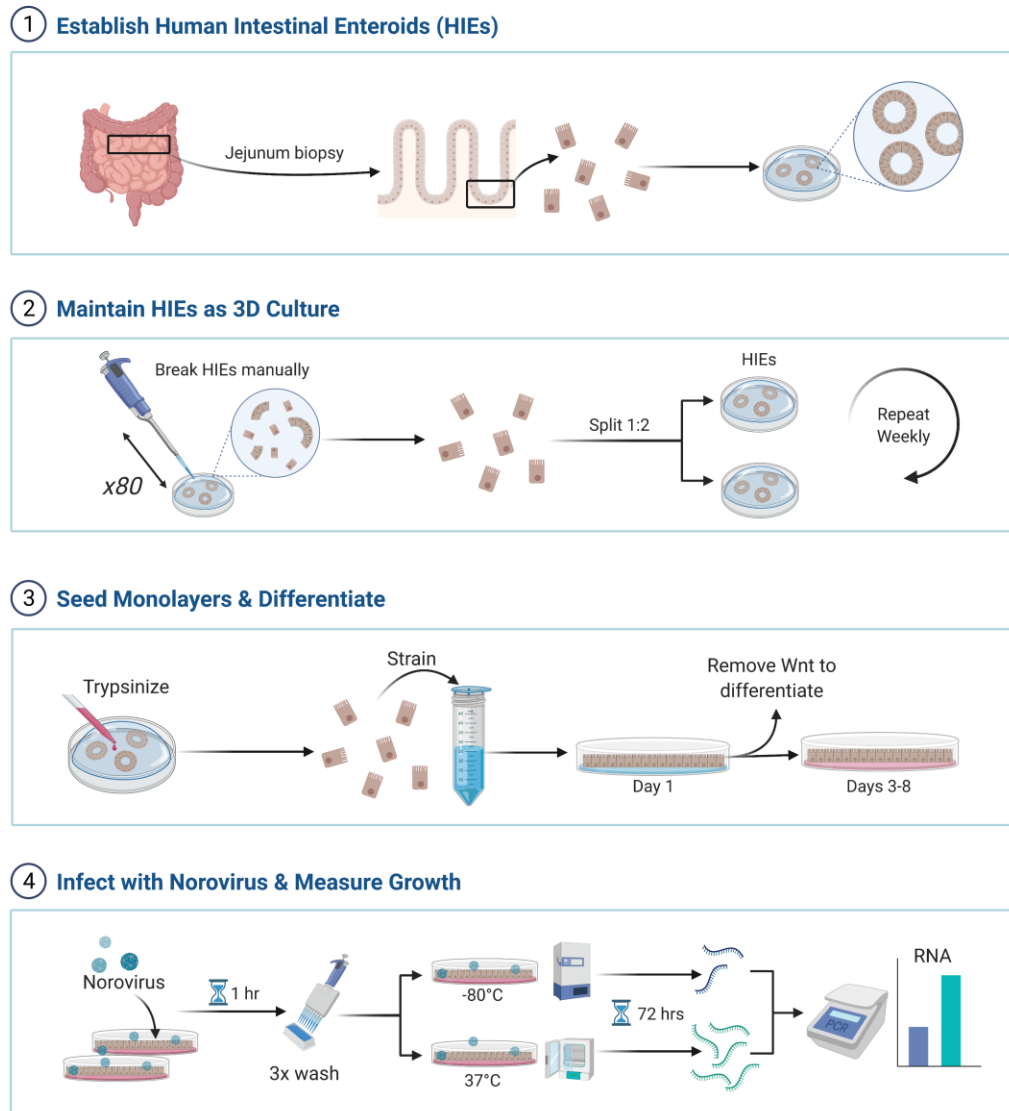 1 Establish Human Intestinal Enteroids (HIEs)
Jejunum biopsy
2 Maintain HIEs as 3D Culture
Break HIEs manually
x80
Split 1:2
HIEs
Repeat
Weekly
3 Seed Monolayers & Differentiate
Trypsinize
Strain
Remove Wnt to
differentiate
Day 1
Days 3-8
4 Infect with Norovirus & Measure Growth
Norovirus
1 hr
3x wash
-80°C
37°C
72 hrs
PCR
RNA